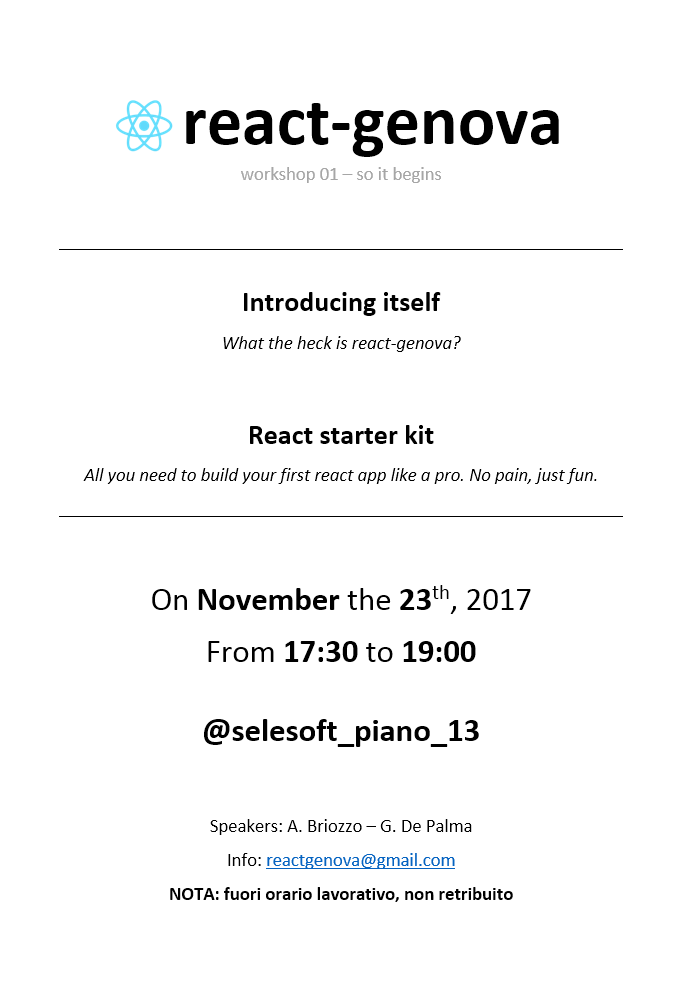 react-genova
workshop 01 – so it begins
Introducing itself
What the heck is react-genova?
React starter kit
All you need to build your first react app like a pro. No pain, just fun.
On November the 23th, 2017
From 17:30 to 19:00
@selesoft_piano_13
Speakers: A. Briozzo – G. De Palma
Info: reactgenova@gmail.com
NOTA: fuori orario lavorativo, non retribuito